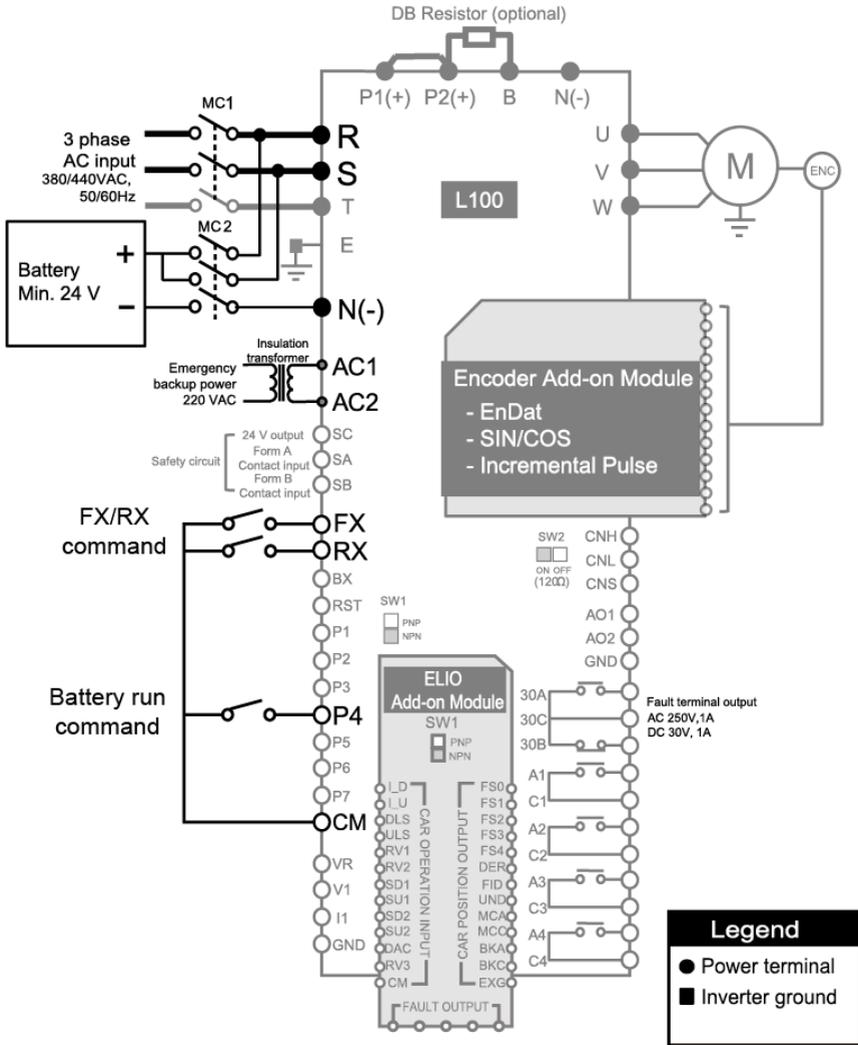 DB Resistor (optional)
P1(+)
P2(+)
B
N(-)
MC1
3 phase
AC input
380/440VAC,
50/60Hz
R
S
T
MC2
E
Battery
Min. 24 V
+
−
N(-)
L100
U
V
W
M
ENC
Insulation
transformer
Emergency
backup power
220 VAC
AC1
AC2
Safety circuit
24 V output
Form A
Contact input
Form B
Contact input
SC
SA
SB
Encoder Add-on Module
- EnDat
- SIN/COS
- Incremental Pulse
FX/RX
command
FX
RX
BX
RST
P1
P2
P3
Battery run
command
P4
P5
P6
P7
CM
VR
V1
I1
GND
SW1
PNP
NPN
SW2
ON OFF
(120Ω)
CNH
CNL
CNS
AO1
AO2
GND
ELIO
Add-on Module
SW1
PNP
NPN
I_D
I_U
DLS
ULS
RV1
RV2
SD1
SU1
SD2
SU2
DAC
RV3
CM
CAR OPERATION INPUT
CAR POSITION OUTPUT
FS0
FS1
FS2
FS3
FS4
DER
FID
UND
MCA
MCC
BKA
BKC
EXG
FAULT OUTPUT
30A
30C
30B
Fault terminal output
AC 250V,1A
DC 30V, 1A
A1
C1
A2
C2
A3
C3
A4
C4
Legend
Power terminal
Inverter ground